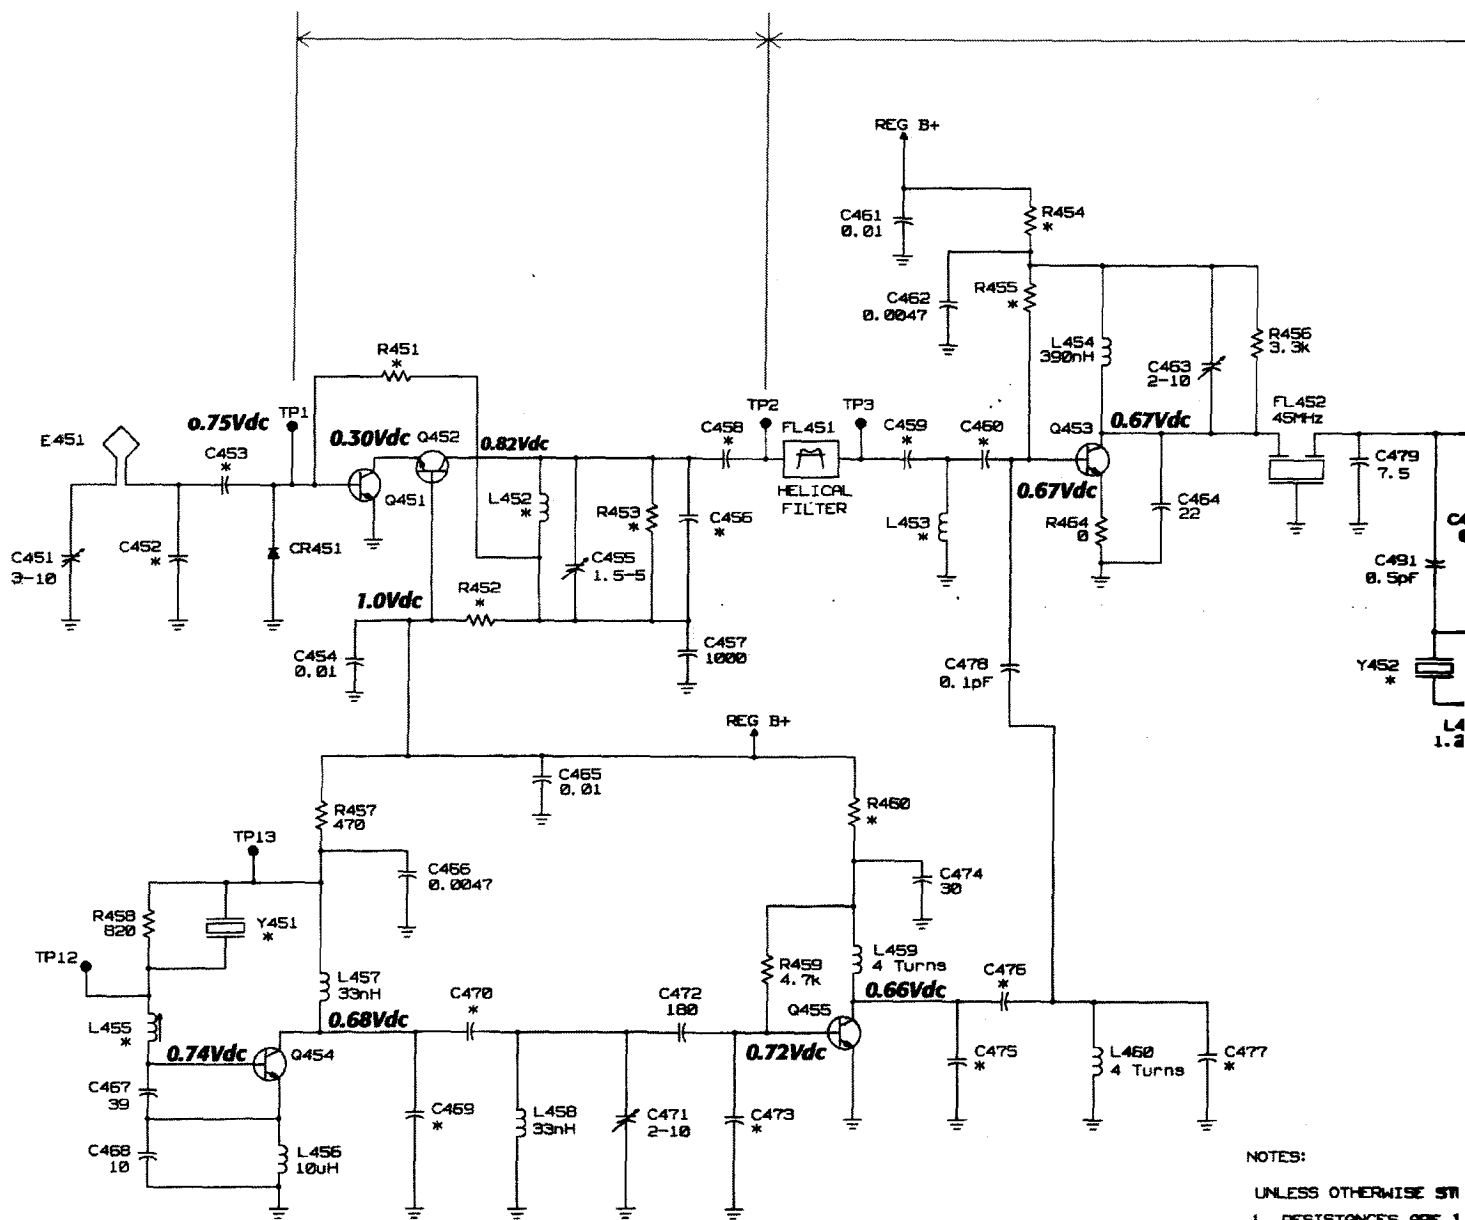 REG B+
C461
0.01
R454
*
C462
0.0047
R455
*
L454
390nH
C463
2-10
R456
3.3k
FL452
45MHz
R451
*
0.75Vdc
TP1
0.30Vdc
Q452
0.82Vdc
TP2
TP3
C458
*
FL451
HELICAL
FILTER
C459
*
C460
*
Q453
0.67Vdc
0.67Vdc
C479
7.5
E451
C453
*
Q451
L452
*
R453
*
C456
*
L453
*
R464
0
C464
22
C451
3-10
C452
*
CR451
C455
1.5-5
R452
*
1.0Vdc
C491
0.5pF
C454
0.01
C457
1000
C478
0.1pF
Y452
*
REG B+
C465
0.01
R457
470
R460
*
TP13
C466
0.0047
C474
30
R458
820
Y451
*
TP12
L457
33nH
R459
4.7k
L459
4 Turns
C470
*
C472
180
C476
*
0.66Vdc
L455
*
0.68Vdc
Q455
0.74Vdc
Q454
0.72Vdc
C475
*
L460
4 Turns
C477
*
C467
39
C469
*
L458
33nH
C471
2-10
C473
*
C468
10
L456
10uH
NOTES:
UNLESS OTHERWISE
1. RESISTANCES ARE